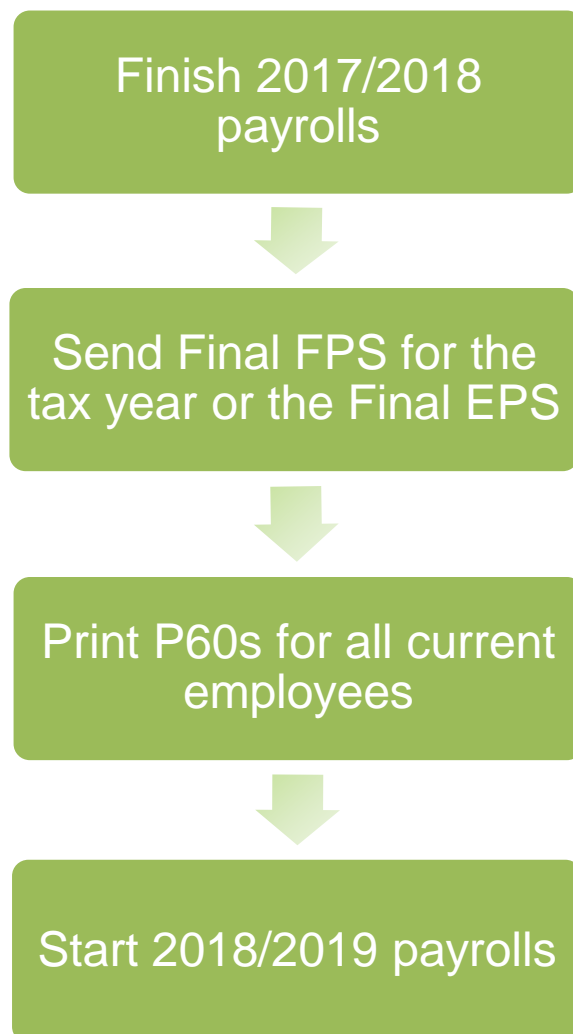 Finish 2017/2018
payrolls
Send Final FPS for the
tax year or the Final EPS
Print P60s for all current
employees
Start 2018/2019 payrolls